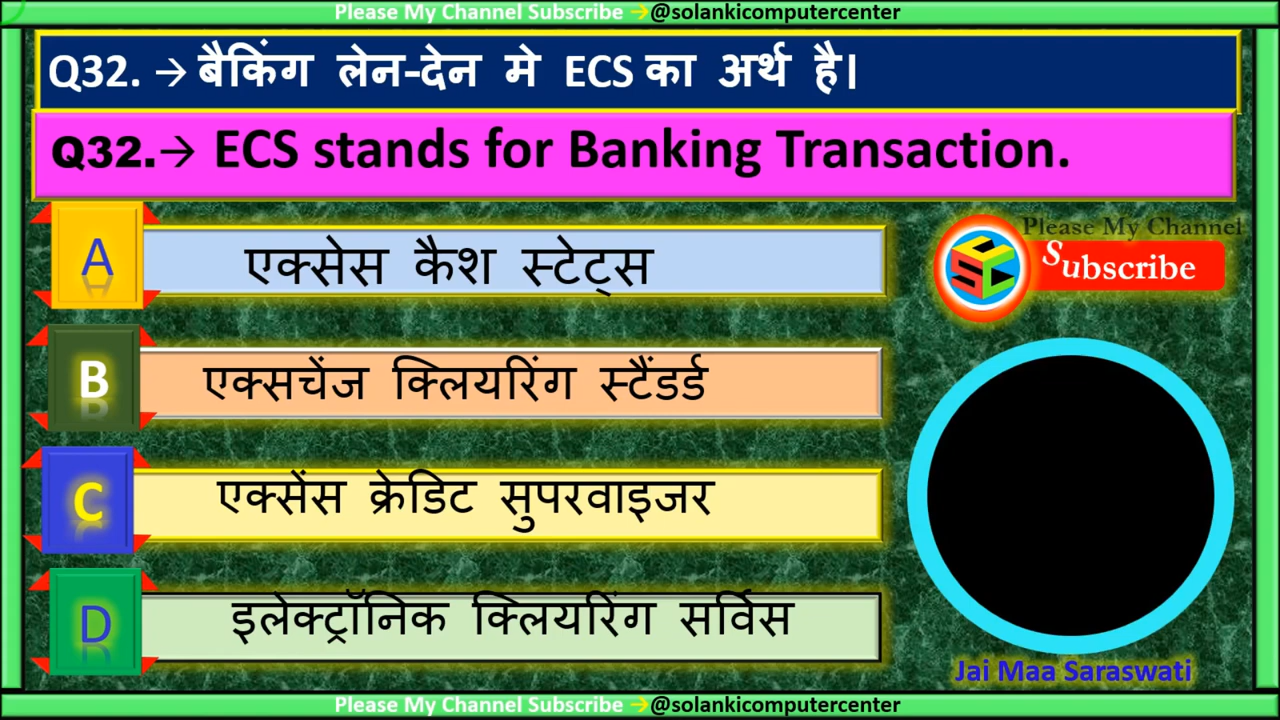 Please My Channel Subscribe →@solankicomputercenter
Q32. → बैकिंग लेन-देन मे ECS का अर्थ है।
Q32.→ ECS stands for Banking Transaction.
A एक्सेस कैश स्टेट्स
Please My Channel
Subscribe
B एक्सचेंज क्लियरिंग स्टैंडर्ड
C एक्सेंस क्रेडिट सुपरवाइजर
D इलेक्ट्रॉनिक क्लियरिंग सर्विस
Jai Maa Saraswati
Please My Channel Subscribe →@solankicomputercenter